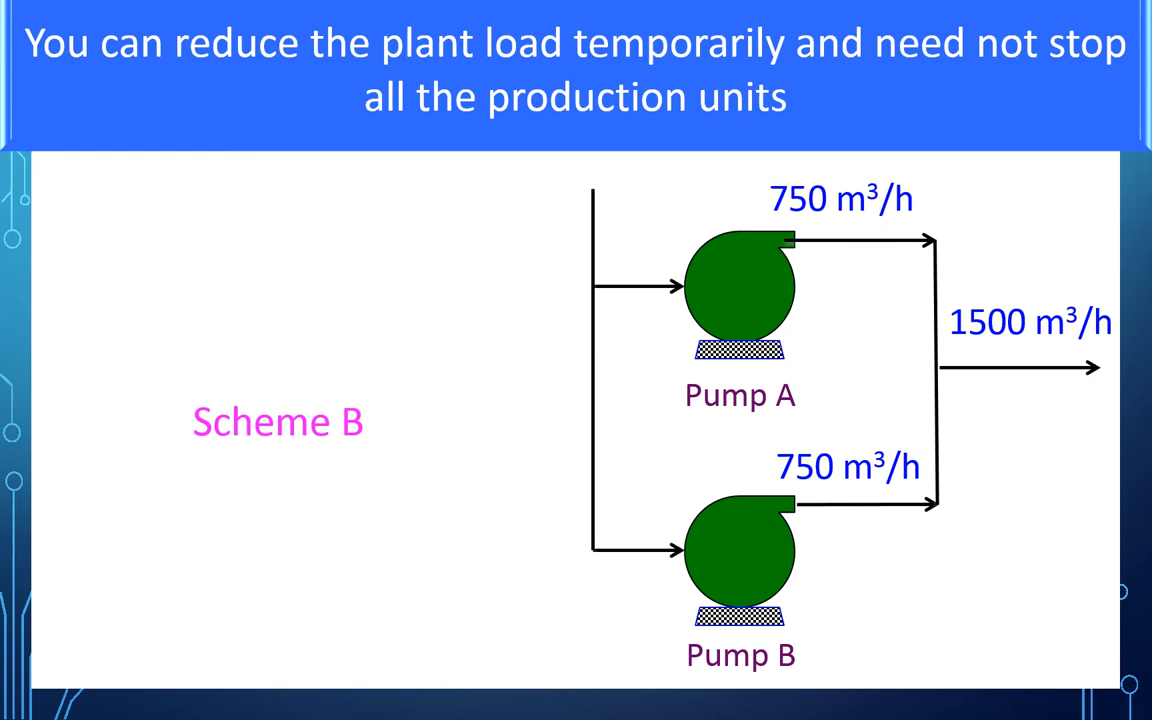 You can reduce the plant load temporarily and need not stop
all the production units
750 m³/h
1500 m³/h
Pump A
Scheme B
750 m³/h
Pump B